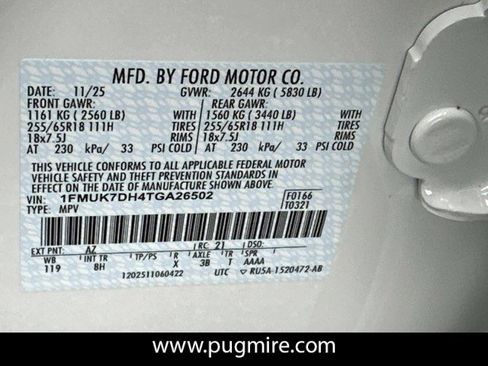 MFD. BY FORD MOTOR CO.
DATE: 11/25 GVWR: 2644 KG ( 5830 LB)
FRONT GAWR: REAR GAWR:
1161 KG ( 2560 LB) WITH 1560 KG ( 3440 LB) WITH
255/65R18 111H TIRES 255/65R18 111H TIRES
18x7.5J RIMS 18x7.5J RIMS
AT 230 kPa/ 33 PSI COLD AT 230 kPa/ 33 PSI COLD
THIS VEHICLE CONFORMS TO ALL APPLICABLE FEDERAL MOTOR
VEHICLE SAFETY AND THEFT PREVENTION STANDARDS IN EFFECT
ON THE DATE OF MANUFACTURE SHOWN ABOVE.
VIN: 1FMUK7DH4TGA26502 F0166
TYPE: MPV T0321
EXT PNT: AZ RC: 21 DSO:
WB INT TR TP/PS R AXLE TR SPR
119 8H X 3B T AAAA
1202511060422 UTC RU5A-1520472-AB
www.pugmire.com